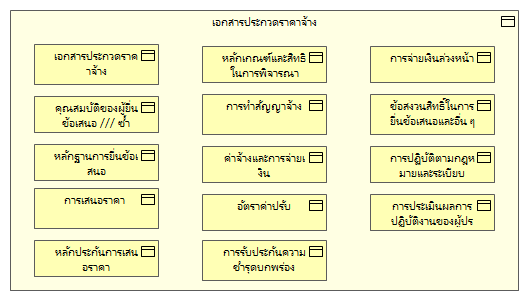 เอกสารประกวดราคาจ้าง
เอกสารประกวดราค
าจ้าง
หลักเกณฑ์และสิทธิ
ในการพิจารณา
การจ่ายเงินล่วงหน้า
คุณสมบัติของผู้ยื่น
ข้อเสนอ /// ซ้ำ
การทำสัญญาจ้าง
ข้อสงวนสิทธิ์ในการ
ยื่นข้อเสนอและอื่น ๆ
หลักฐานการยื่นข้อเ
สนอ
ค่าจ้างและการจ่ายเ
งิน
การปฏิบัติตามกฎห
มายและระเบียบ
การเสนอราคา
อัตราค่าปรับ
การประเมินผลการ
ปฏิบัติงานของผู้ปร
หลักประกันการเสน
อราคา
การรับประกันความ
ชำรุดบกพร่อง